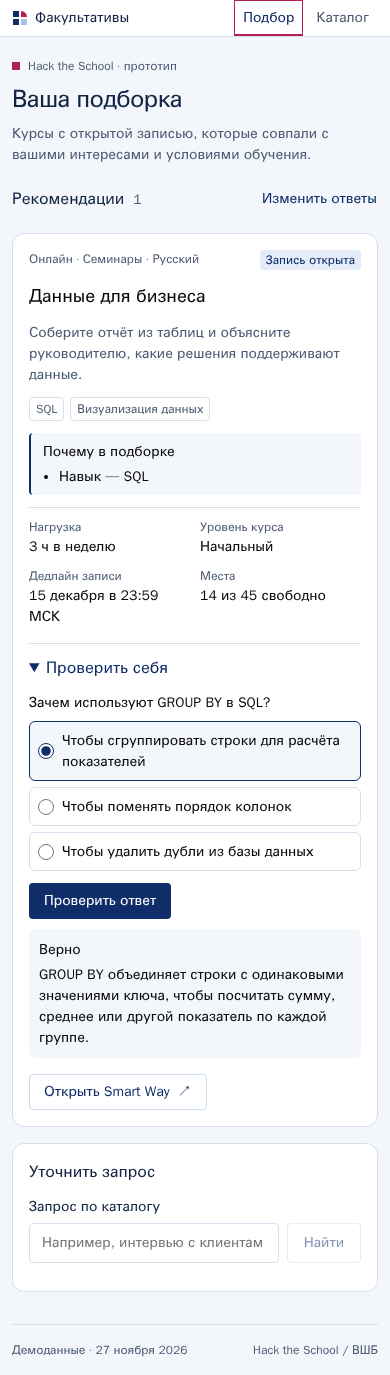 Факультативы
Подбор
Каталог
Hack the School · прототип
Ваша подборка
Курсы с открытой записью, которые совпали с
вашими интересами и условиями обучения.
Рекомендации 1
Изменить ответы
Онлайн · Семинары · Русский
Запись открыта
Данные для бизнеса
Соберите отчёт из таблиц и объясните
руководителю, какие решения поддерживают
данные.
SQL
Визуализация данных
Почему в подборке
• Навык — SQL
Нагрузка
3 ч в неделю
Уровень курса
Начальный
Дедлайн записи
15 декабря в 23:59
МСК
Места
14 из 45 свободно
▼ Проверить себя
Зачем используют GROUP BY в SQL?
Чтобы сгруппировать строки для расчёта
показателей
Чтобы поменять порядок колонок
Чтобы удалить дубли из базы данных
Проверить ответ
Верно
GROUP BY объединяет строки с одинаковыми
значениями ключа, чтобы посчитать сумму,
среднее или другой показатель по каждой
группе.
Открыть Smart Way ↗
Уточнить запрос
Запрос по каталогу
Например, интервью с клиентам
Найти
Демоданные · 27 ноября 2026
Hack the School / ВШБ